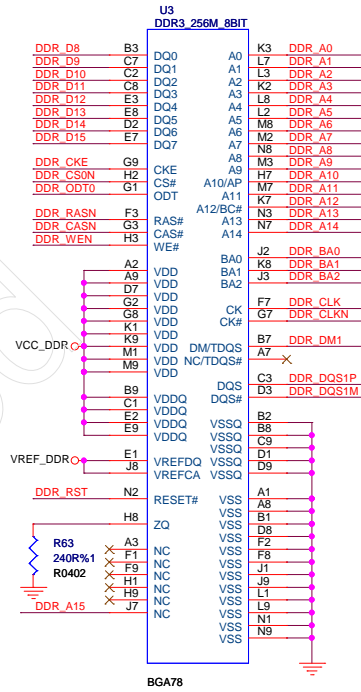 U3
DDR3_256M_8BIT
DDR_D8 B3 DQ0 A0 K3 DDR_A0
DDR_D9 C7 DQ1 A1 L7 DDR_A1
DDR_D10 C2 DQ2 A2 L3 DDR_A2
DDR_D11 C8 DQ3 A3 K2 DDR_A3
DDR_D12 E3 DQ4 A4 L8 DDR_A4
DDR_D13 E8 DQ5 A5 L2 DDR_A5
DDR_D14 D2 DQ6 A6 M8 DDR_A6
DDR_D15 E7 DQ7 A7 M2 DDR_A7
A8 N8 DDR_A8
DDR_CKE G9 CKE A9 M3 DDR_A9
DDR_CS0N H2 CS# A10/AP H7 DDR_A10
DDR_ODT0 G1 ODT A11 M7 DDR_A11
A12/BC# K7 DDR_A12
DDR_RASN F3 RAS# A13 N3 DDR_A13
DDR_CASN G3 CAS# A14 N7 DDR_A14
DDR_WEN H3 WE#
BA0 J2 DDR_BA0
A2 VDD BA1 K8 DDR_BA1
A9 VDD BA2 J3 DDR_BA2
D7 VDD
G2 VDD CK F7 DDR_CLK
G8 VDD CK# G7 DDR_CLKN
K1 VDD
VCC_DDR K9 VDD DM/TDQS B7 DDR_DM1
M1 VDD NC/TDQS# A7
M9 VDD
DQS C3 DDR_DQS1P
B9 VDDQ DQS# D3 DDR_DQS1M
C1 VDDQ
E2 VDDQ VSSQ B2
E9 VDDQ VSSQ B8
VSSQ C9
VREF_DDR E1 VREFDQ VSSQ D1
J8 VREFCA VSSQ D9
DDR_RST N2 RESET# VSS A1
VSS A8
H8 ZQ VSS B1
VSS D8
R63 A3 NC VSS F2
240R%1 F1 NC VSS F8
R0402 F9 NC VSS J1
H1 NC VSS J9
H9 NC VSS L1
DDR_A15 J7 NC VSS L9
VSS N1
VSS N9
BGA78